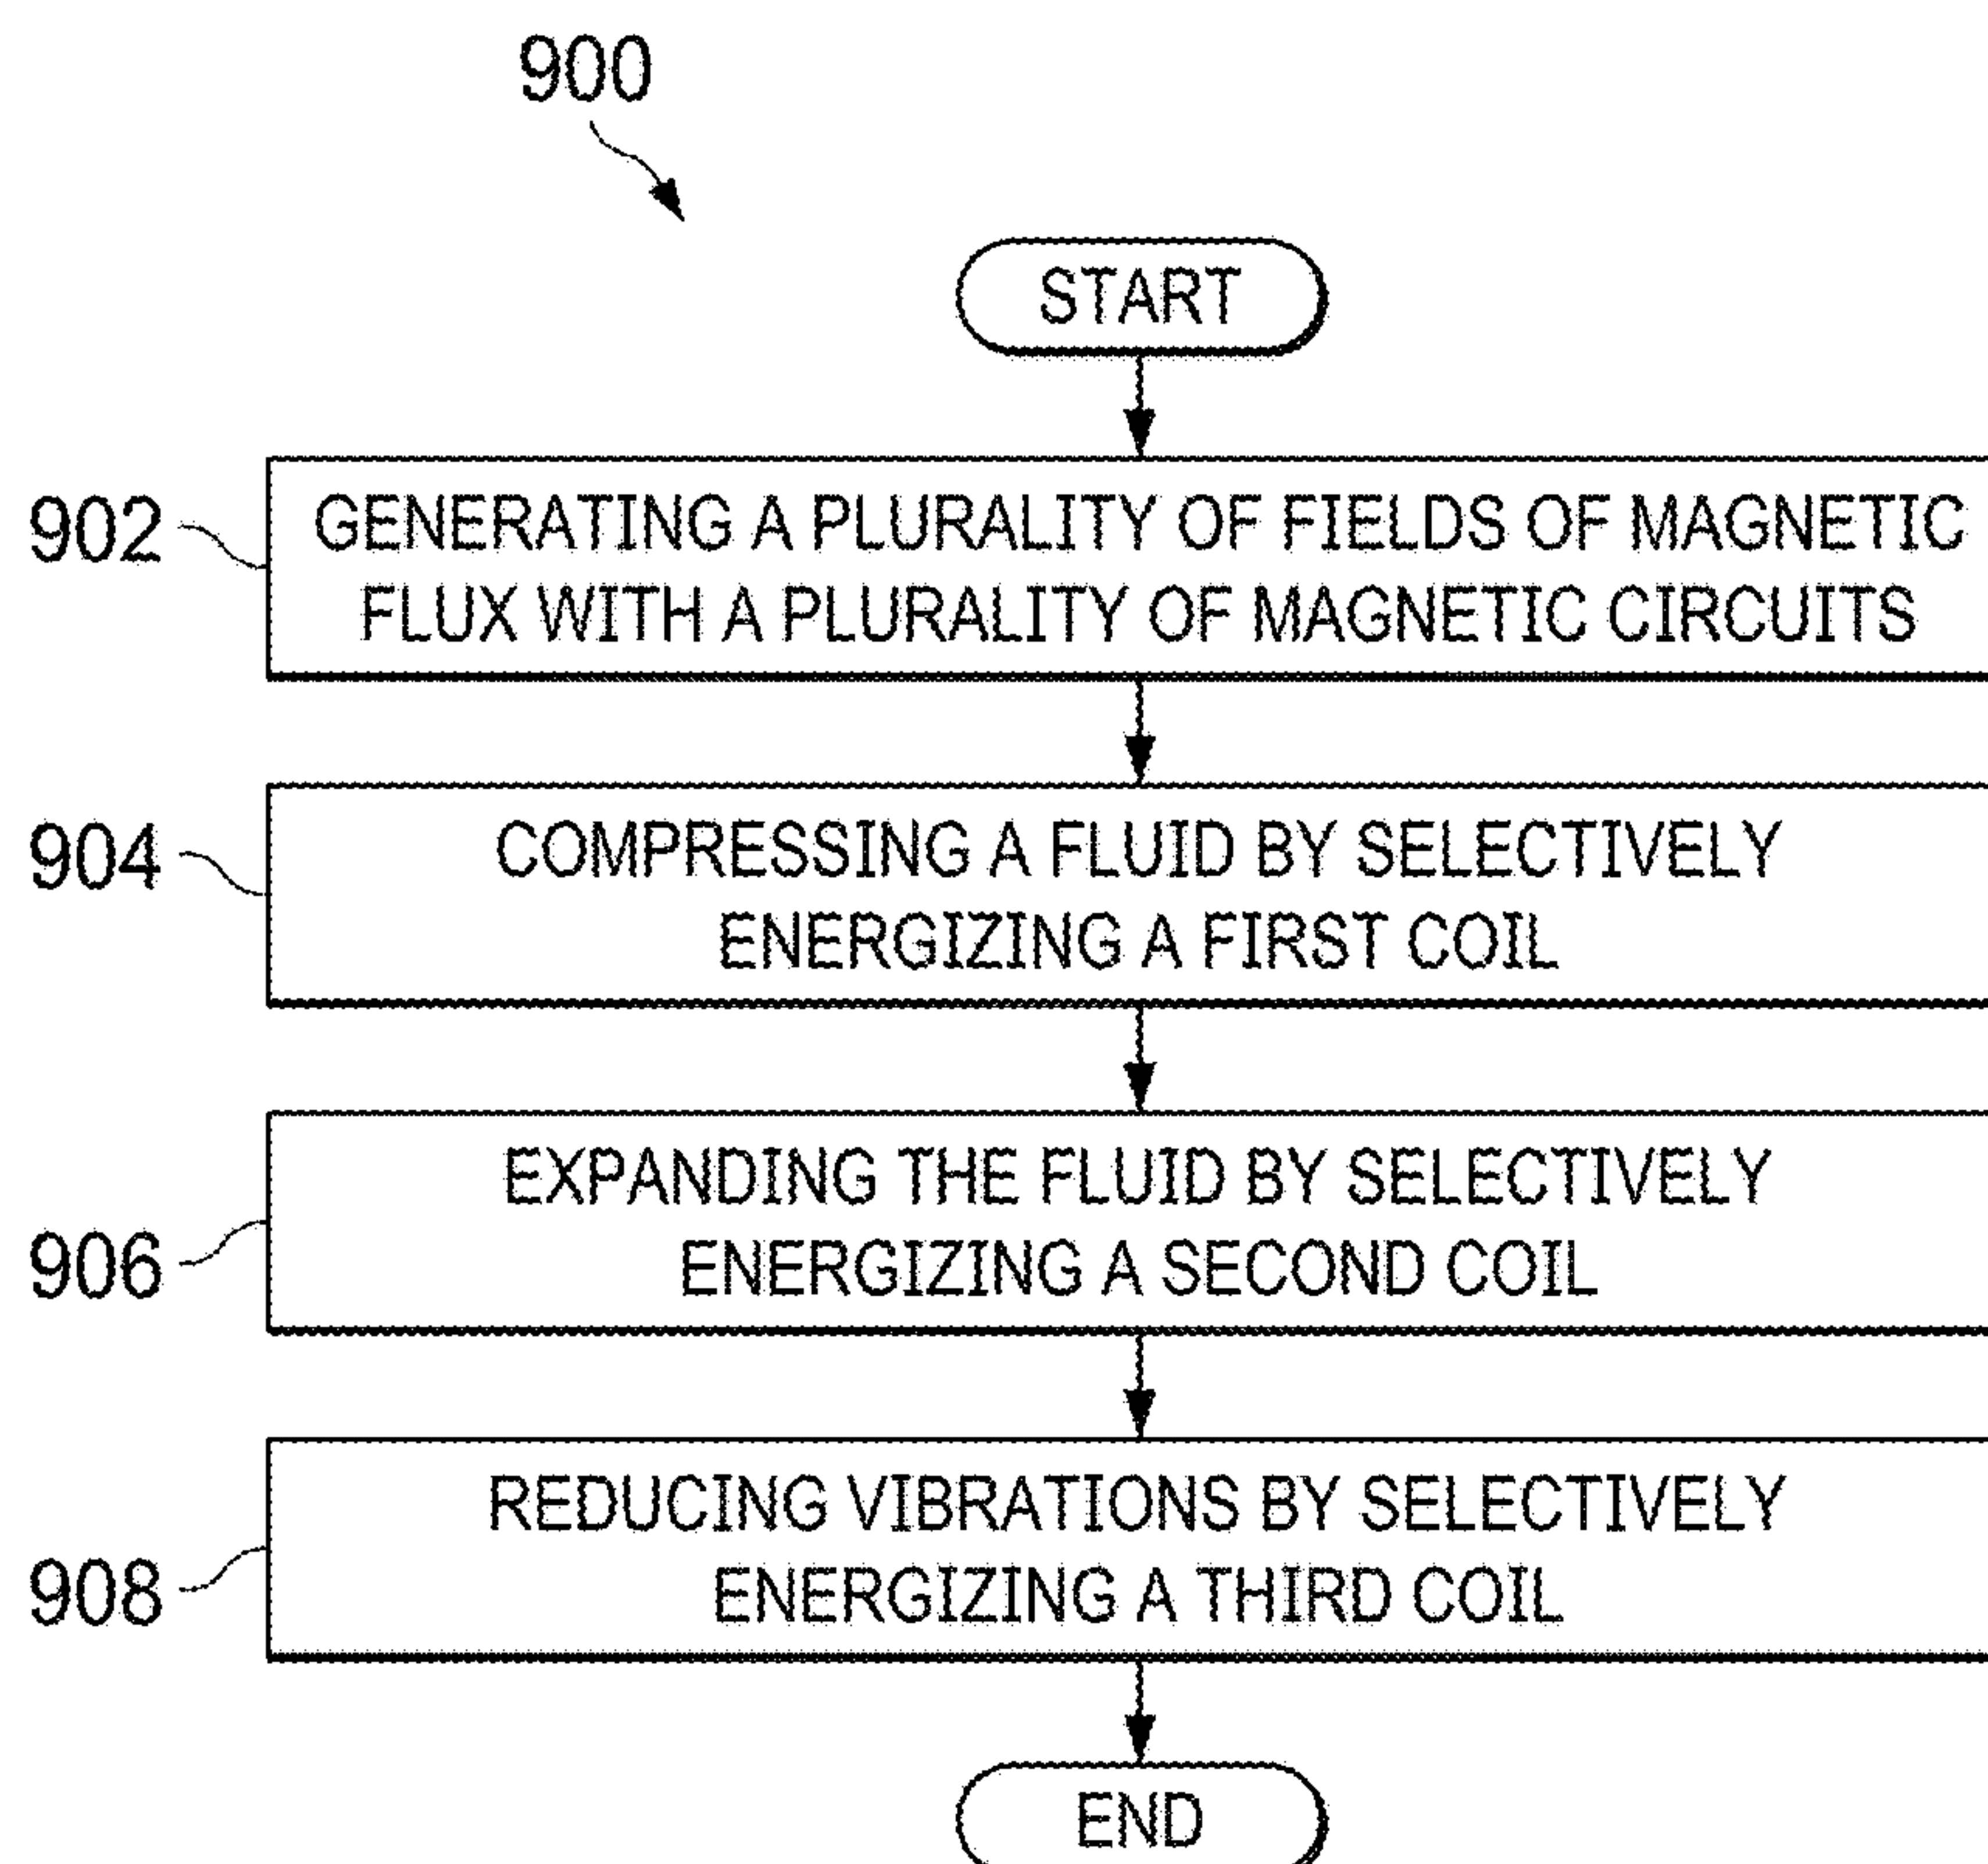 900
START
902
GENERATING A PLURALITY OF FIELDS OF MAGNETIC
FLUX WITH A PLURALITY OF MAGNETIC CIRCUITS
904
COMPRESSING A FLUID BY SELECTIVELY
ENERGIZING A FIRST COIL
906
EXPANDING THE FLUID BY SELECTIVELY
ENERGIZING A SECOND COIL
908
REDUCING VIBRATIONS BY SELECTIVELY
ENERGIZING A THIRD COIL
END